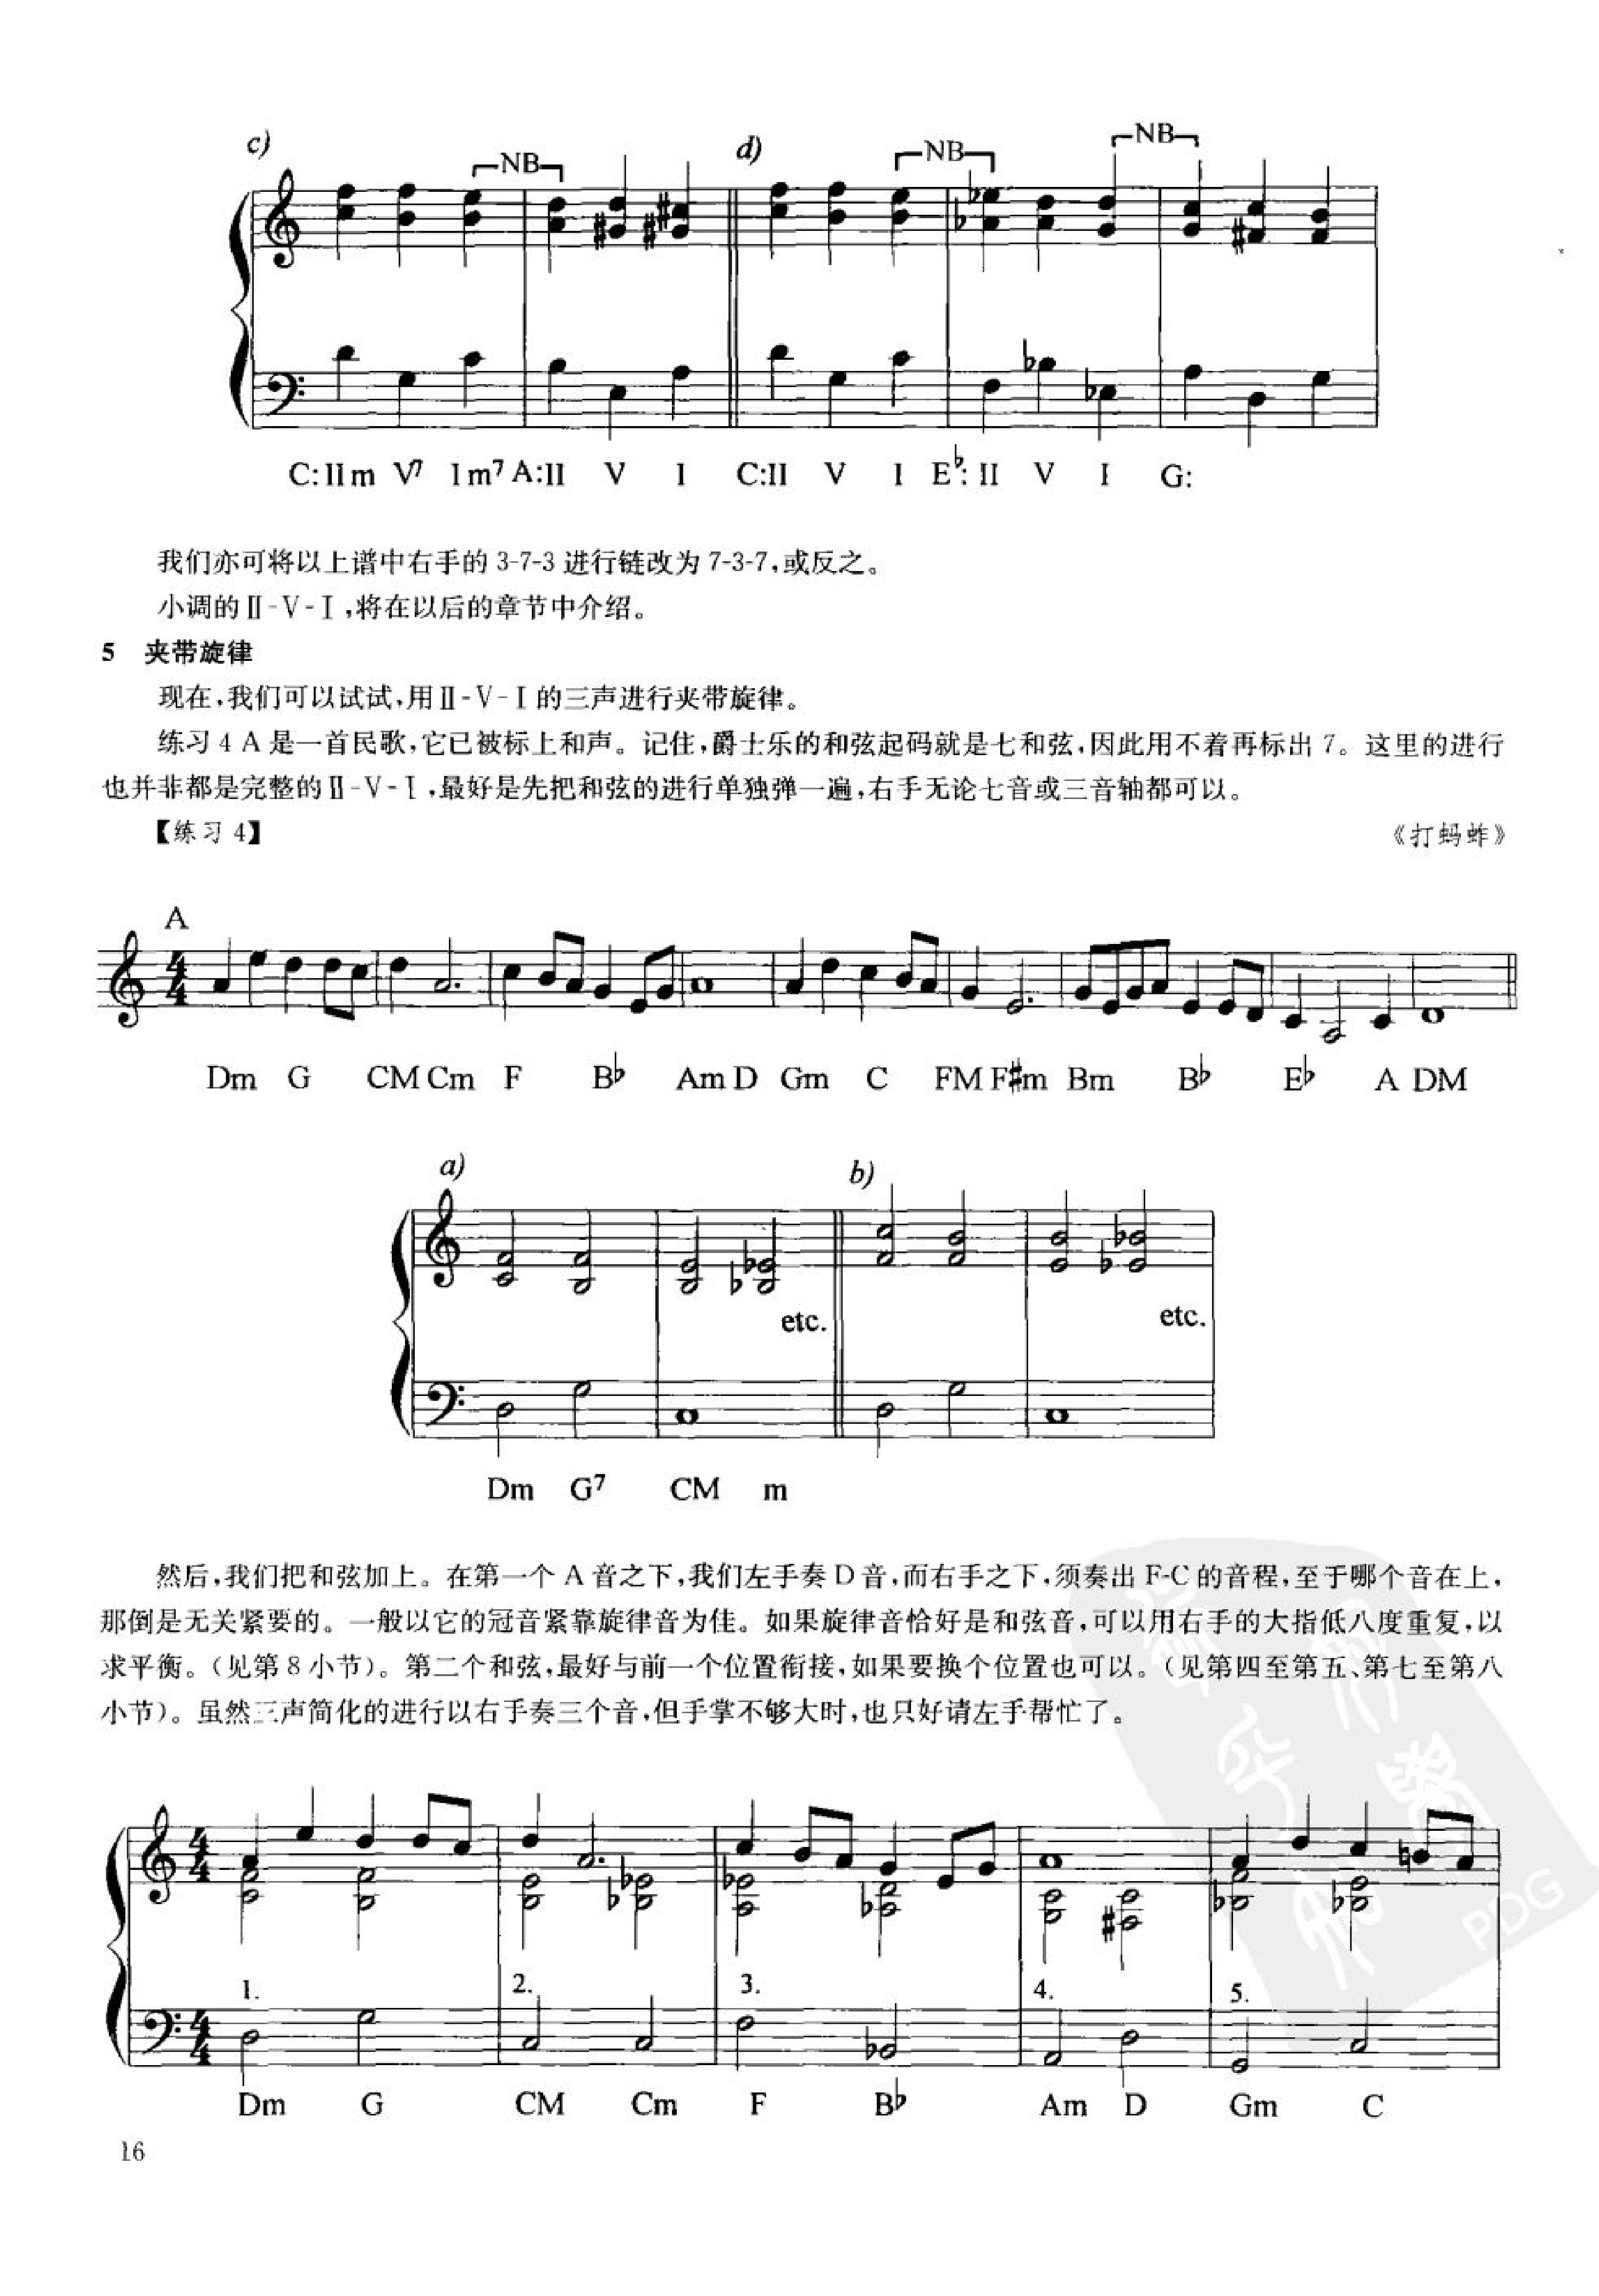 c) NB d) NB NB
C:IIm V7 Im7 A:II V I C:II V I E♭: II V I G:
我们亦可将以上谱中右手的 3-7-3 进行链改为 7-3-7,或反之。
小调的Ⅱ-Ⅴ-Ⅰ,将在以后的章节中介绍。
5 夹带旋律
现在,我们可以试试,用Ⅱ-Ⅴ-Ⅰ的三声进行夹带旋律。
练习 4 A 是一首民歌,它已被标上和声。记住,爵士乐的和弦起码就是七和弦,因此用不着再标出 7。这里的进行
也并非都是完整的Ⅱ-Ⅴ-Ⅰ,最好是先把和弦的进行单独弹一遍,右手无论七音或三音轴都可以。
【练习 4】 《打蚂蚱》
A
4 4
Dm G CM Cm F B♭ Am D Gm C FM F#m Bm B♭ E♭ A DM
a) b)
etc. etc.
Dm G7 CM m
然后,我们把和弦加上。在第一个 A 音之下,我们左手奏 D 音,而右手之下,须奏出 F-C 的音程,至于哪个音在上,
那倒是无关紧要的。一般以它的冠音紧靠旋律音为佳。如果旋律音恰好是和弦音,可以用右手的大指低八度重复,以
求平衡。(见第 8 小节)。第二个和弦,最好与前一个位置衔接,如果要换个位置也可以。(见第四至第五、第七至第八
小节)。虽然三声简化的进行以右手奏三个音,但手掌不够大时,也只好请左手帮忙了。
4 4
1. 2. 3. 4. 5.
4 4
Dm G CM Cm F B♭ Am D Gm C
PDG
16